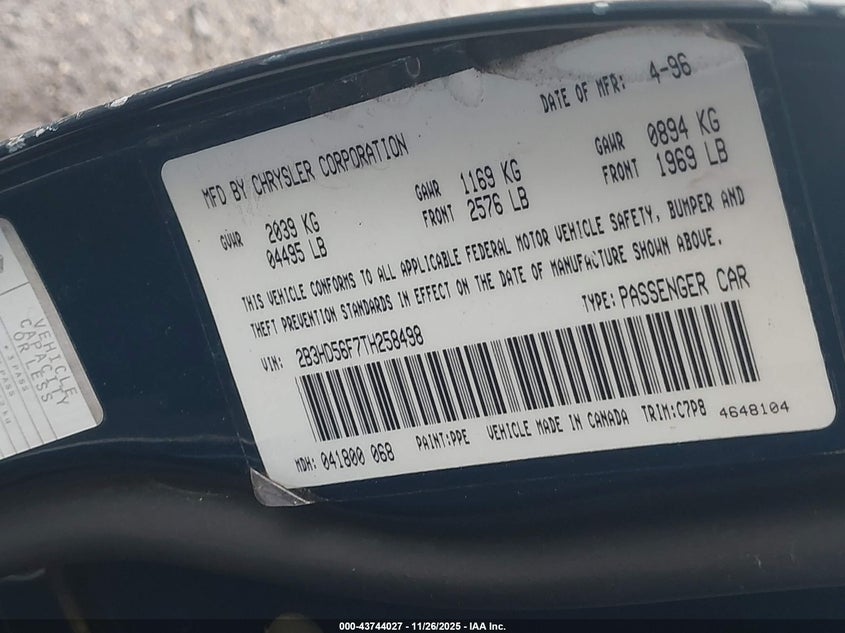 DATE OF MFR: 4-96
MFD BY CHRYSLER CORPORATION
GVWR 2039 KG GAWR 1169 KG GAWR 0894 KG
04495 LB FRONT 2576 LB FRONT 1969 LB
THIS VEHICLE CONFORMS TO ALL APPLICABLE FEDERAL MOTOR VEHICLE SAFETY, BUMPER AND
THEFT PREVENTION STANDARDS IN EFFECT ON THE DATE OF MANUFACTURE SHOWN ABOVE.
VIN: 2B3HD56F7TH258498 TYPE: PASSENGER CAR
MDH: 041800 068 PAINT:PPE VEHICLE MADE IN CANADA TRIM:C7P8 4648104
VEHICLE
CAPACITY
OR ACESS
000-43744027 - 11/26/2025 - IAA Inc.